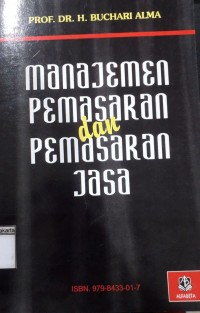 PROF. DR. H. BUCHARI ALMA
MANAJEMEN
PEMASARAN
dan
PEMASARAN
JASA
ISBN. 979-8433-01-7
ALFABETA